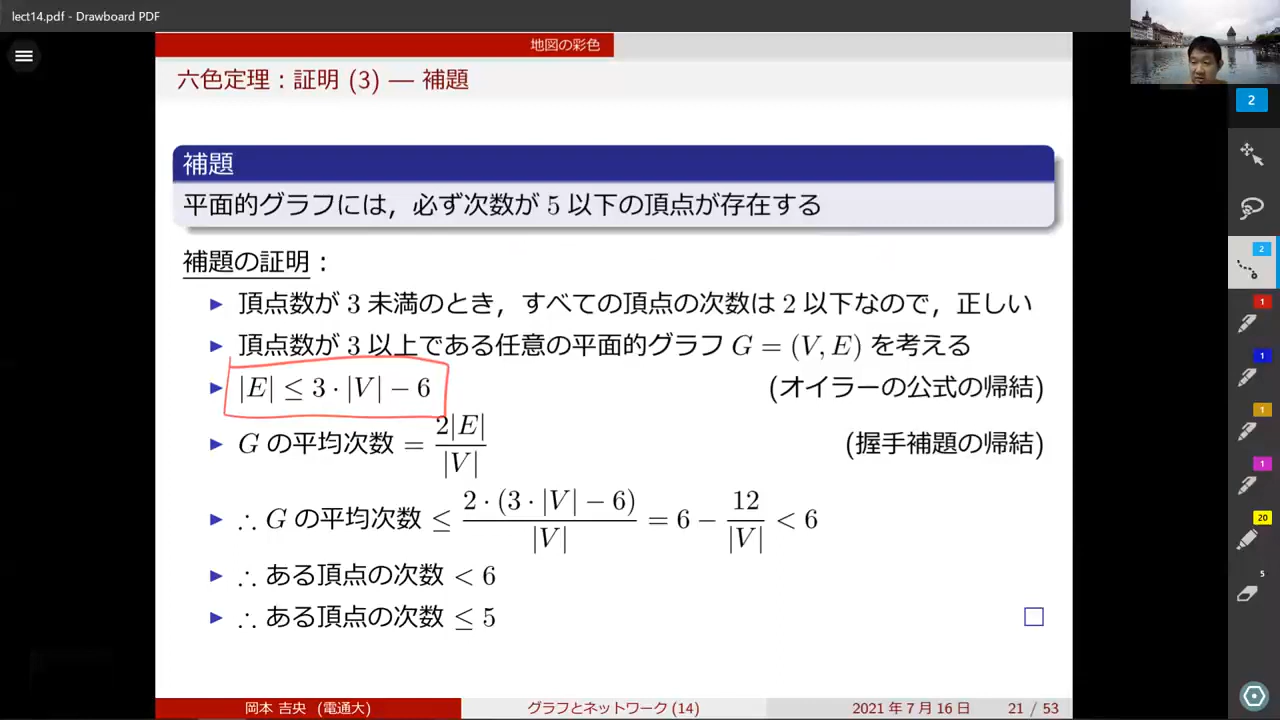 lect14.pdf - Drawboard PDF
地図の彩色
六色定理：証明 (3) — 補題
補題
平面的グラフには，必ず次数が 5 以下の頂点が存在する
補題の証明：
▶ 頂点数が 3 未満のとき，すべての頂点の次数は 2 以下なので，正しい
▶ 頂点数が 3 以上である任意の平面的グラフ G = (V, E) を考える
▶ |E| ≤ 3 · |V| − 6 (オイラーの公式の帰結)
▶ G の平均次数 = 2|E| / |V| (握手補題の帰結)
▶ ∴ G の平均次数 ≤ 2 · (3 · |V| − 6) / |V| = 6 − 12 / |V| < 6
▶ ∴ ある頂点の次数 < 6
▶ ∴ ある頂点の次数 ≤ 5 □
岡本 吉央 (電通大) グラフとネットワーク (14) 2021 年 7 月 16 日 21 / 53
2
2
1
1
1
1
20
5